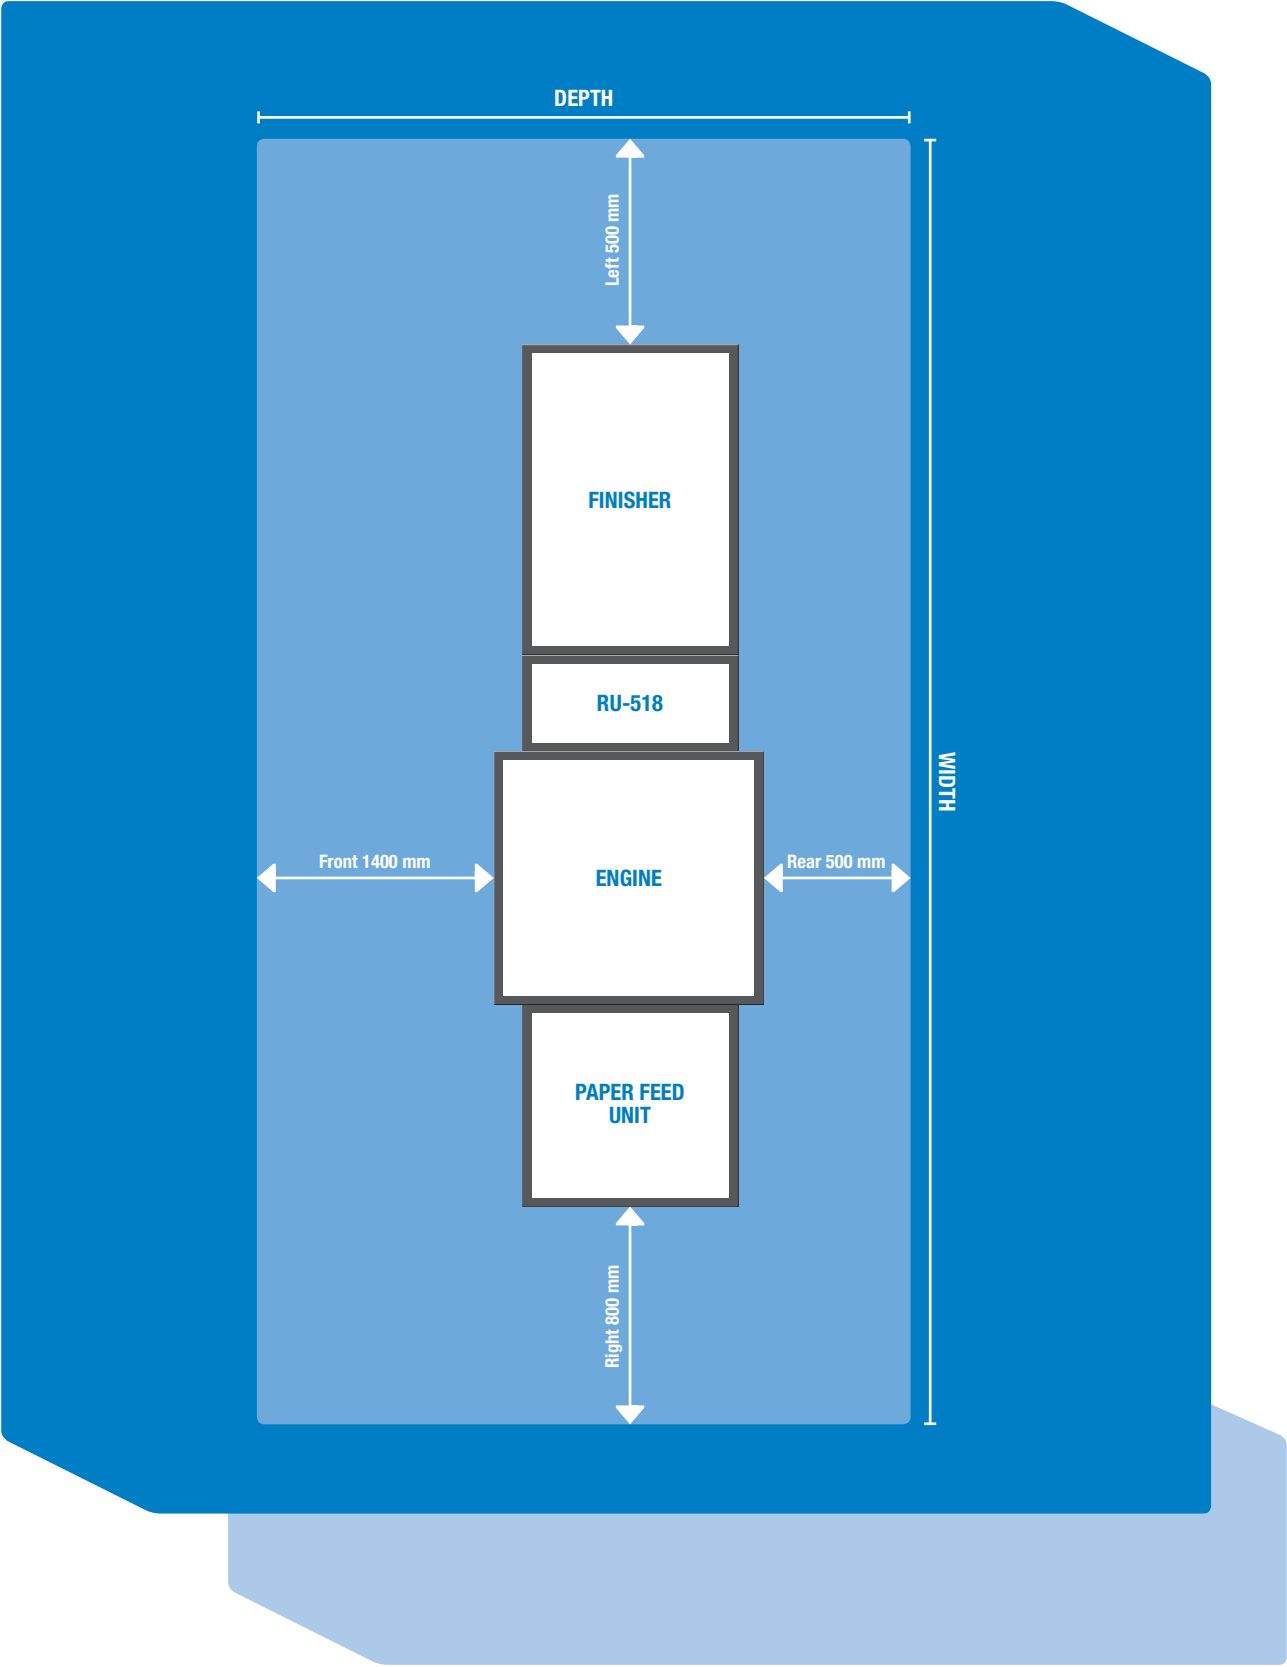 DEPTH
Left 500 mm
FINISHER
RU-518
WIDTH
Front 1400 mm
ENGINE
Rear 500 mm
PAPER FEED
UNIT
Right 800 mm